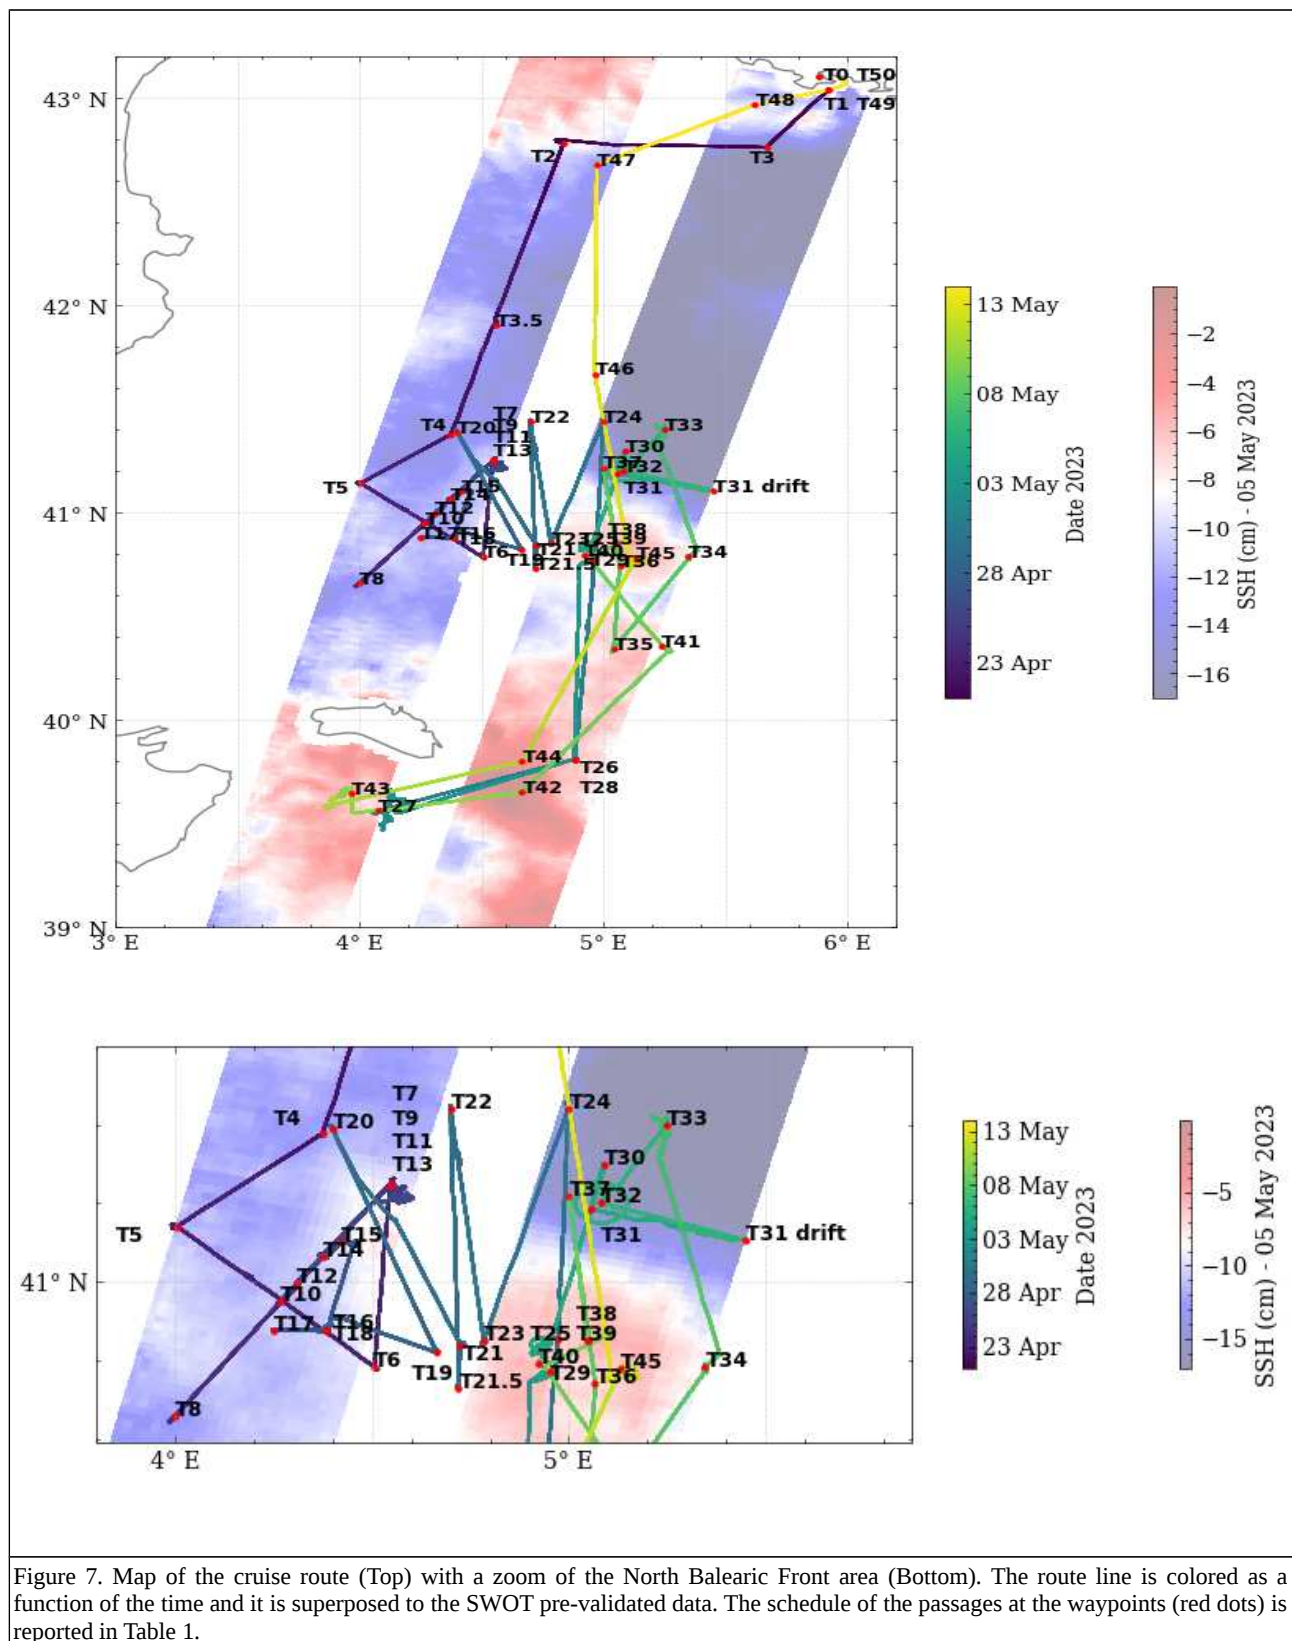 43° N
42° N
41° N
40° N
39° N
3° E
4° E
5° E
6° E
T0 T50
T1 T49
T48
T3
T2
T47
T3.5
T46
T7
T9
T11
T13
T22
T24
T33
T4
T20
T30
T37
T32
T31
T31 drift
T5
T15
T14
T12
T10
T17
T16
T18
T6
T19
T21
T21.5
T23
T25
T38
T39
T40
T29
T45
T36
T34
T8
T35
T41
T44
T26
T28
T42
T43
T27
13 May
08 May
03 May
28 Apr
23 Apr
Date 2023
−2
−4
−6
−8
−10
−12
−14
−16
SSH (cm) - 05 May 2023
T7
T9
T11
T13
T4
T20
T22
T24
T33
T30
T37
T32
T31
T31 drift
T5
T15
T14
T12
T10
T17
T16
T18
T6
T19
T21
T21.5
T23
T25
T38
T39
T40
T29
T45
T36
T34
T8
41° N
4° E
5° E
13 May
08 May
03 May
28 Apr
23 Apr
Date 2023
−5
−10
−15
SSH (cm) - 05 May 2023
Figure 7. Map of the cruise route (Top) with a zoom of the North Balearic Front area (Bottom). The route line is colored as a
function of the time and it is superposed to the SWOT pre-validated data. The schedule of the passages at the waypoints (red dots) is
reported in Table 1.